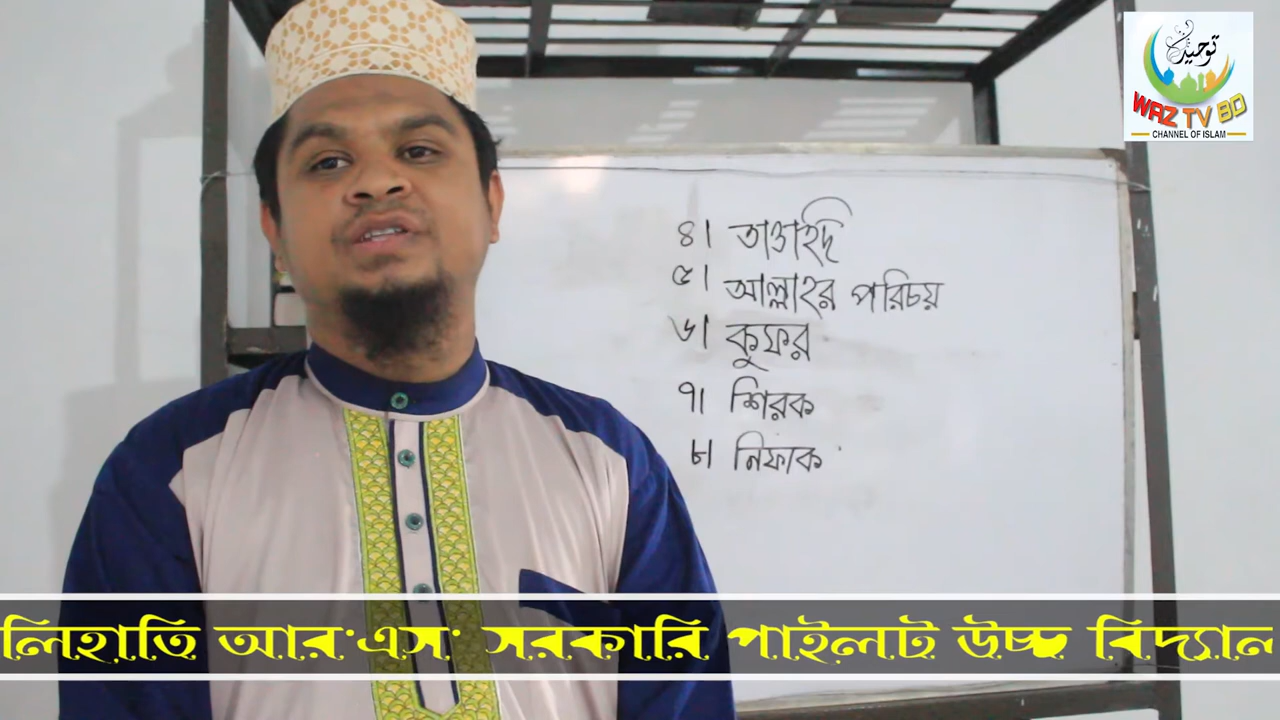 توحيد
WAZ TV BD
CHANNEL OF ISLAM
৪। তাওহিদ
৫। আল্লাহর পরিচয়
৬। কুফর
৭। শিরক
৮। নিফাক
লিহাতি আর'এস' সরকারি পাইলট উচ্চ বিদ্যাল